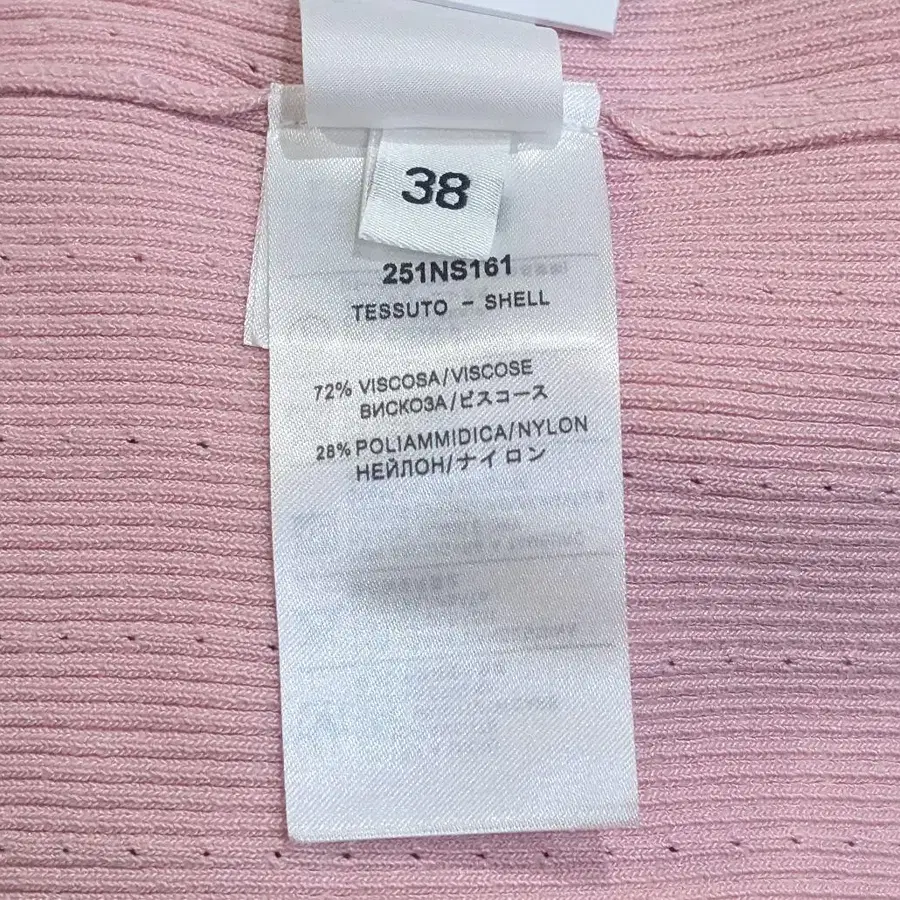 38
251NS161
TESSUTO - SHELL
72% VISCOSA/VISCOSE
ВИСКОЗА/ビスコース
28% POLIAMMIDICA/NYLON
НЕЙЛОН/ナイロン